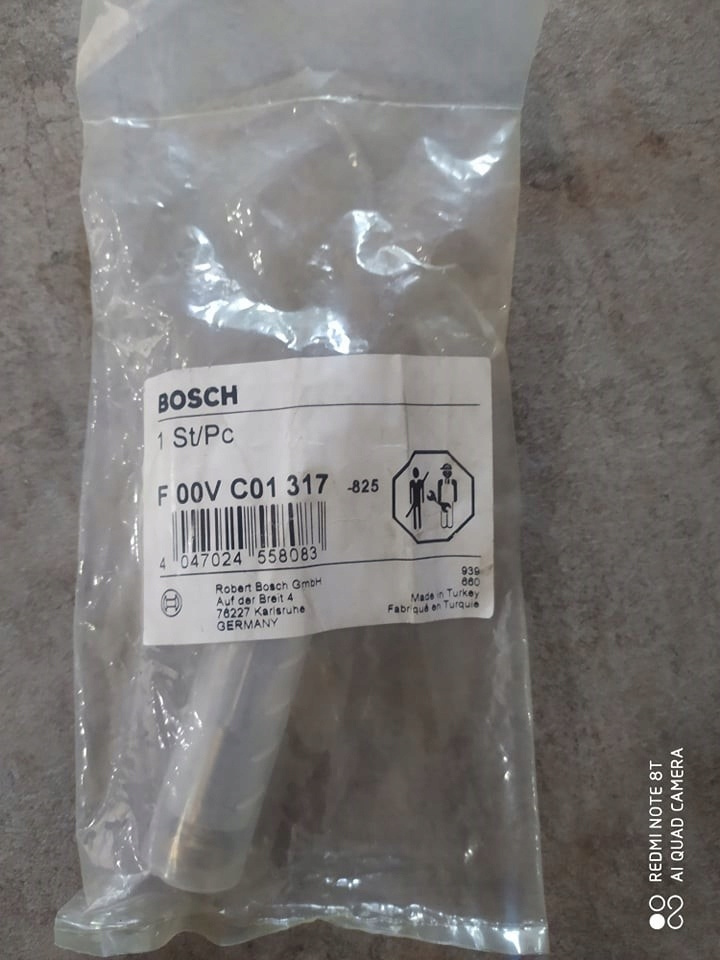 BOSCH
1 St/Pc
F 00V C01 317 -825
4 047024 558083
939
660
Robert Bosch GmbH
Auf der Breit 4
76227 Karlsruhe
GERMANY
Made in Turkey
Fabriqué en Turquie
REDMI NOTE 8T
AI QUAD CAMERA